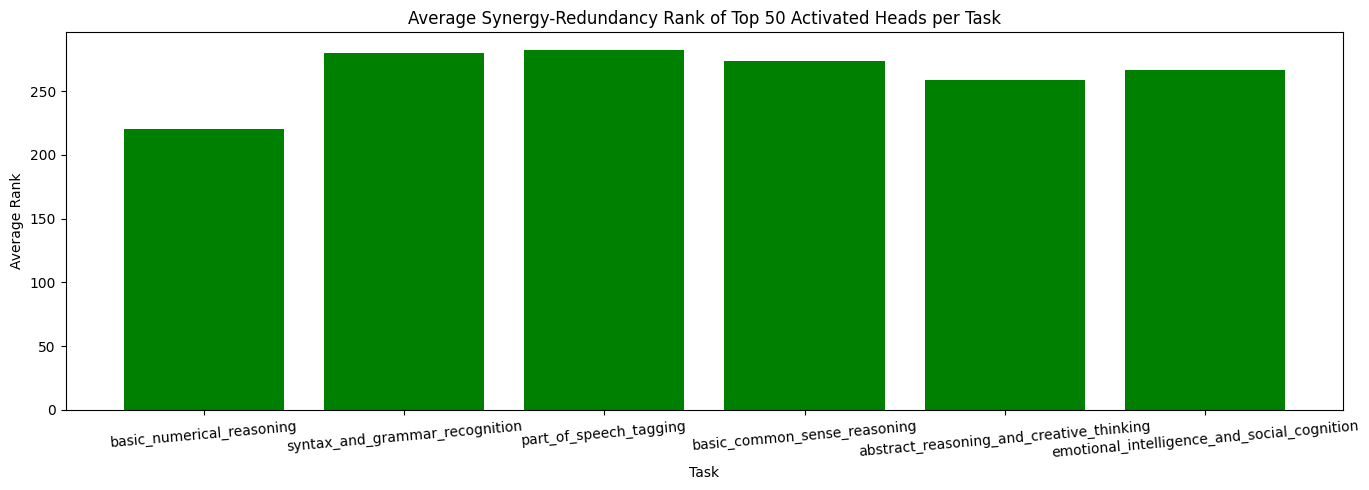 Average Synergy-Redundancy Rank of Top 50 Activated Heads per Task
Average Rank
250
200
150
100
50
0
basic_numerical_reasoning
syntax_and_grammar_recognition
part_of_speech_tagging
basic_common_sense_reasoning
abstract_reasoning_and_creative_thinking
emotional_intelligence_and_social_cognition
Task